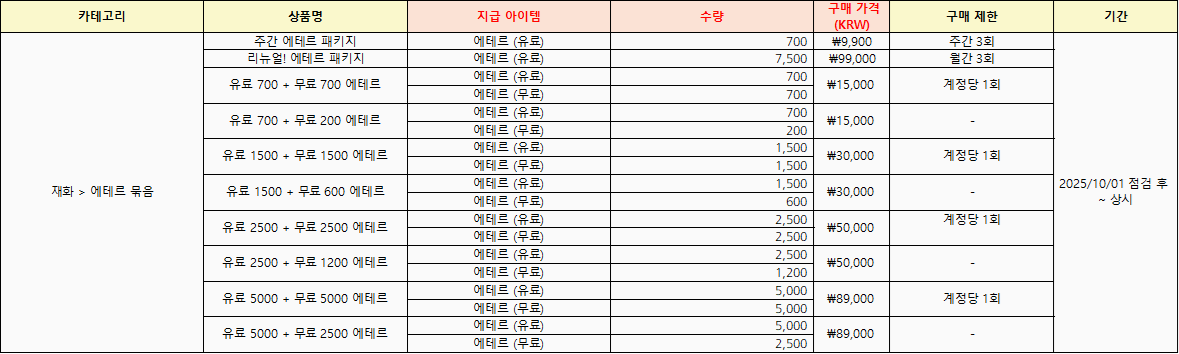 카테고리 상품명 지급 아이템 수량 구매 가격 (KRW) 구매 제한 기간
재화 > 에테르 묶음
주간 에테르 패키지 에테르 (유료) 700 ₩9,900 주간 3회
리뉴얼! 에테르 패키지 에테르 (유료) 7,500 ₩99,000 월간 3회
유료 700 + 무료 700 에테르 에테르 (유료) 700 ₩15,000 계정당 1회
에테르 (무료) 700
유료 700 + 무료 200 에테르 에테르 (유료) 700 ₩15,000 -
에테르 (무료) 200
유료 1500 + 무료 1500 에테르 에테르 (유료) 1,500 ₩30,000 계정당 1회
에테르 (무료) 1,500
유료 1500 + 무료 600 에테르 에테르 (유료) 1,500 ₩30,000 -
에테르 (무료) 600
유료 2500 + 무료 2500 에테르 에테르 (유료) 2,500 ₩50,000 계정당 1회
에테르 (무료) 2,500
유료 2500 + 무료 1200 에테르 에테르 (유료) 2,500 ₩50,000 -
에테르 (무료) 1,200
유료 5000 + 무료 5000 에테르 에테르 (유료) 5,000 ₩89,000 계정당 1회
에테르 (무료) 5,000
유료 5000 + 무료 2500 에테르 에테르 (유료) 5,000 ₩89,000 -
에테르 (무료) 2,500
2025/10/01 점검 후
~ 상시